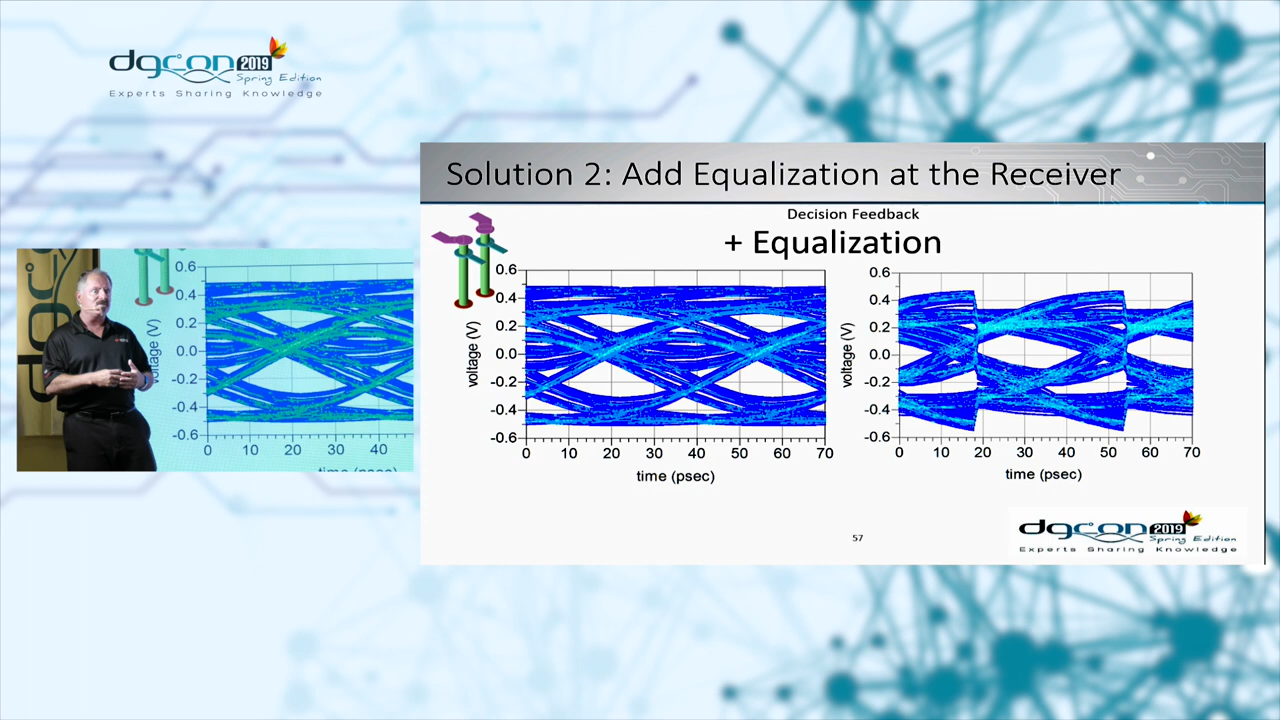 dgcon 2019
Spring Edition
Experts Sharing Knowledge
Solution 2: Add Equalization at the Receiver
Decision Feedback
+ Equalization
0.6
0.4
0.2
0.0
-0.2
-0.4
-0.6
voltage (V)
0 10 20 30 40
time (psec)
0.6
0.4
0.2
0.0
-0.2
-0.4
-0.6
voltage (V)
0 10 20 30 40 50 60 70
time (psec)
0.6
0.4
0.2
0.0
-0.2
-0.4
-0.6
voltage (V)
0 10 20 30 40 50 60 70
time (psec)
57
dgcon 2019
Spring Edition
Experts Sharing Knowledge